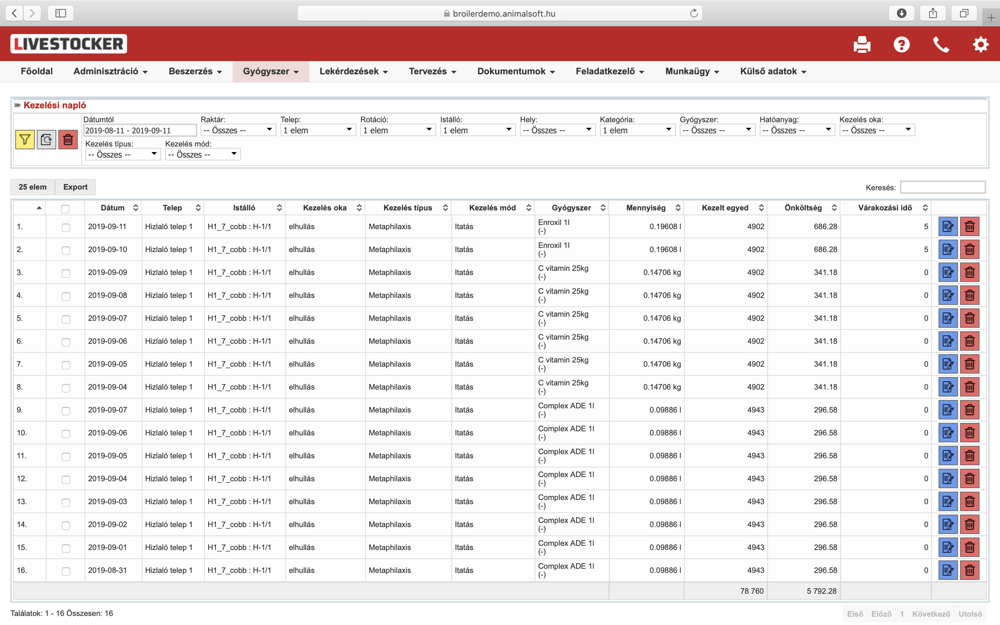 broilerdemo.animalsoft.hu
LIVESTOCKER
Főoldal Adminisztráció Beszerzés Gyógyszer Lekérdezések Tervezés Dokumentumok Feladatkezelő Munkaügy Külső adatok
Kezelési napló
Dátumtól Raktár: Telep: Rotáció: Istálló: Hely: Kategória: Gyógyszer: Hatóanyag: Kezelés oka:
2019-08-11 - 2019-09-11 -- Összes -- 1 elem 1 elem 1 elem -- Összes -- 1 elem -- Összes -- -- Összes -- -- Összes --
Kezelés típus: Kezelés mód:
-- Összes -- -- Összes --
25 elem Export Keresés:
Dátum Telep Istálló Kezelés oka Kezelés típus Kezelés mód Gyógyszer Mennyiség Kezelt egyed Önköltség Várakozási idő
1. 2019-09-11 Hizlaló telep 1 H1_7_cobb : H-1/1 elhullás Metaphilaxis Itatás Enroxil 1l (-) 0.19608 l 4902 686.28 5
2. 2019-09-10 Hizlaló telep 1 H1_7_cobb : H-1/1 elhullás Metaphilaxis Itatás Enroxil 1l (-) 0.19608 l 4902 686.28 5
3. 2019-09-09 Hizlaló telep 1 H1_7_cobb : H-1/1 elhullás Metaphilaxis Itatás C vitamin 25kg (-) 0.14706 kg 4902 341.18 0
4. 2019-09-08 Hizlaló telep 1 H1_7_cobb : H-1/1 elhullás Metaphilaxis Itatás C vitamin 25kg (-) 0.14706 kg 4902 341.18 0
5. 2019-09-07 Hizlaló telep 1 H1_7_cobb : H-1/1 elhullás Metaphilaxis Itatás C vitamin 25kg (-) 0.14706 kg 4902 341.18 0
6. 2019-09-06 Hizlaló telep 1 H1_7_cobb : H-1/1 elhullás Metaphilaxis Itatás C vitamin 25kg (-) 0.14706 kg 4902 341.18 0
7. 2019-09-05 Hizlaló telep 1 H1_7_cobb : H-1/1 elhullás Metaphilaxis Itatás C vitamin 25kg (-) 0.14706 kg 4902 341.18 0
8. 2019-09-04 Hizlaló telep 1 H1_7_cobb : H-1/1 elhullás Metaphilaxis Itatás C vitamin 25kg (-) 0.14706 kg 4902 341.18 0
9. 2019-09-07 Hizlaló telep 1 H1_7_cobb : H-1/1 elhullás Metaphilaxis Itatás Complex ADE 1l (-) 0.09886 l 4943 296.58 0
10. 2019-09-06 Hizlaló telep 1 H1_7_cobb : H-1/1 elhullás Metaphilaxis Itatás Complex ADE 1l (-) 0.09886 l 4943 296.58 0
11. 2019-09-05 Hizlaló telep 1 H1_7_cobb : H-1/1 elhullás Metaphilaxis Itatás Complex ADE 1l (-) 0.09886 l 4943 296.58 0
12. 2019-09-04 Hizlaló telep 1 H1_7_cobb : H-1/1 elhullás Metaphilaxis Itatás Complex ADE 1l (-) 0.09886 l 4943 296.58 0
13. 2019-09-03 Hizlaló telep 1 H1_7_cobb : H-1/1 elhullás Metaphilaxis Itatás Complex ADE 1l (-) 0.09886 l 4943 296.58 0
14. 2019-09-02 Hizlaló telep 1 H1_7_cobb : H-1/1 elhullás Metaphilaxis Itatás Complex ADE 1l (-) 0.09886 l 4943 296.58 0
15. 2019-09-01 Hizlaló telep 1 H1_7_cobb : H-1/1 elhullás Metaphilaxis Itatás Complex ADE 1l (-) 0.09886 l 4943 296.58 0
16. 2019-08-31 Hizlaló telep 1 H1_7_cobb : H-1/1 elhullás Metaphilaxis Itatás Complex ADE 1l (-) 0.09886 l 4943 296.58 0
78 760 5 792.28
Találatok: 1 - 16 Összesen: 16 Első Előző 1 Következő Utolsó